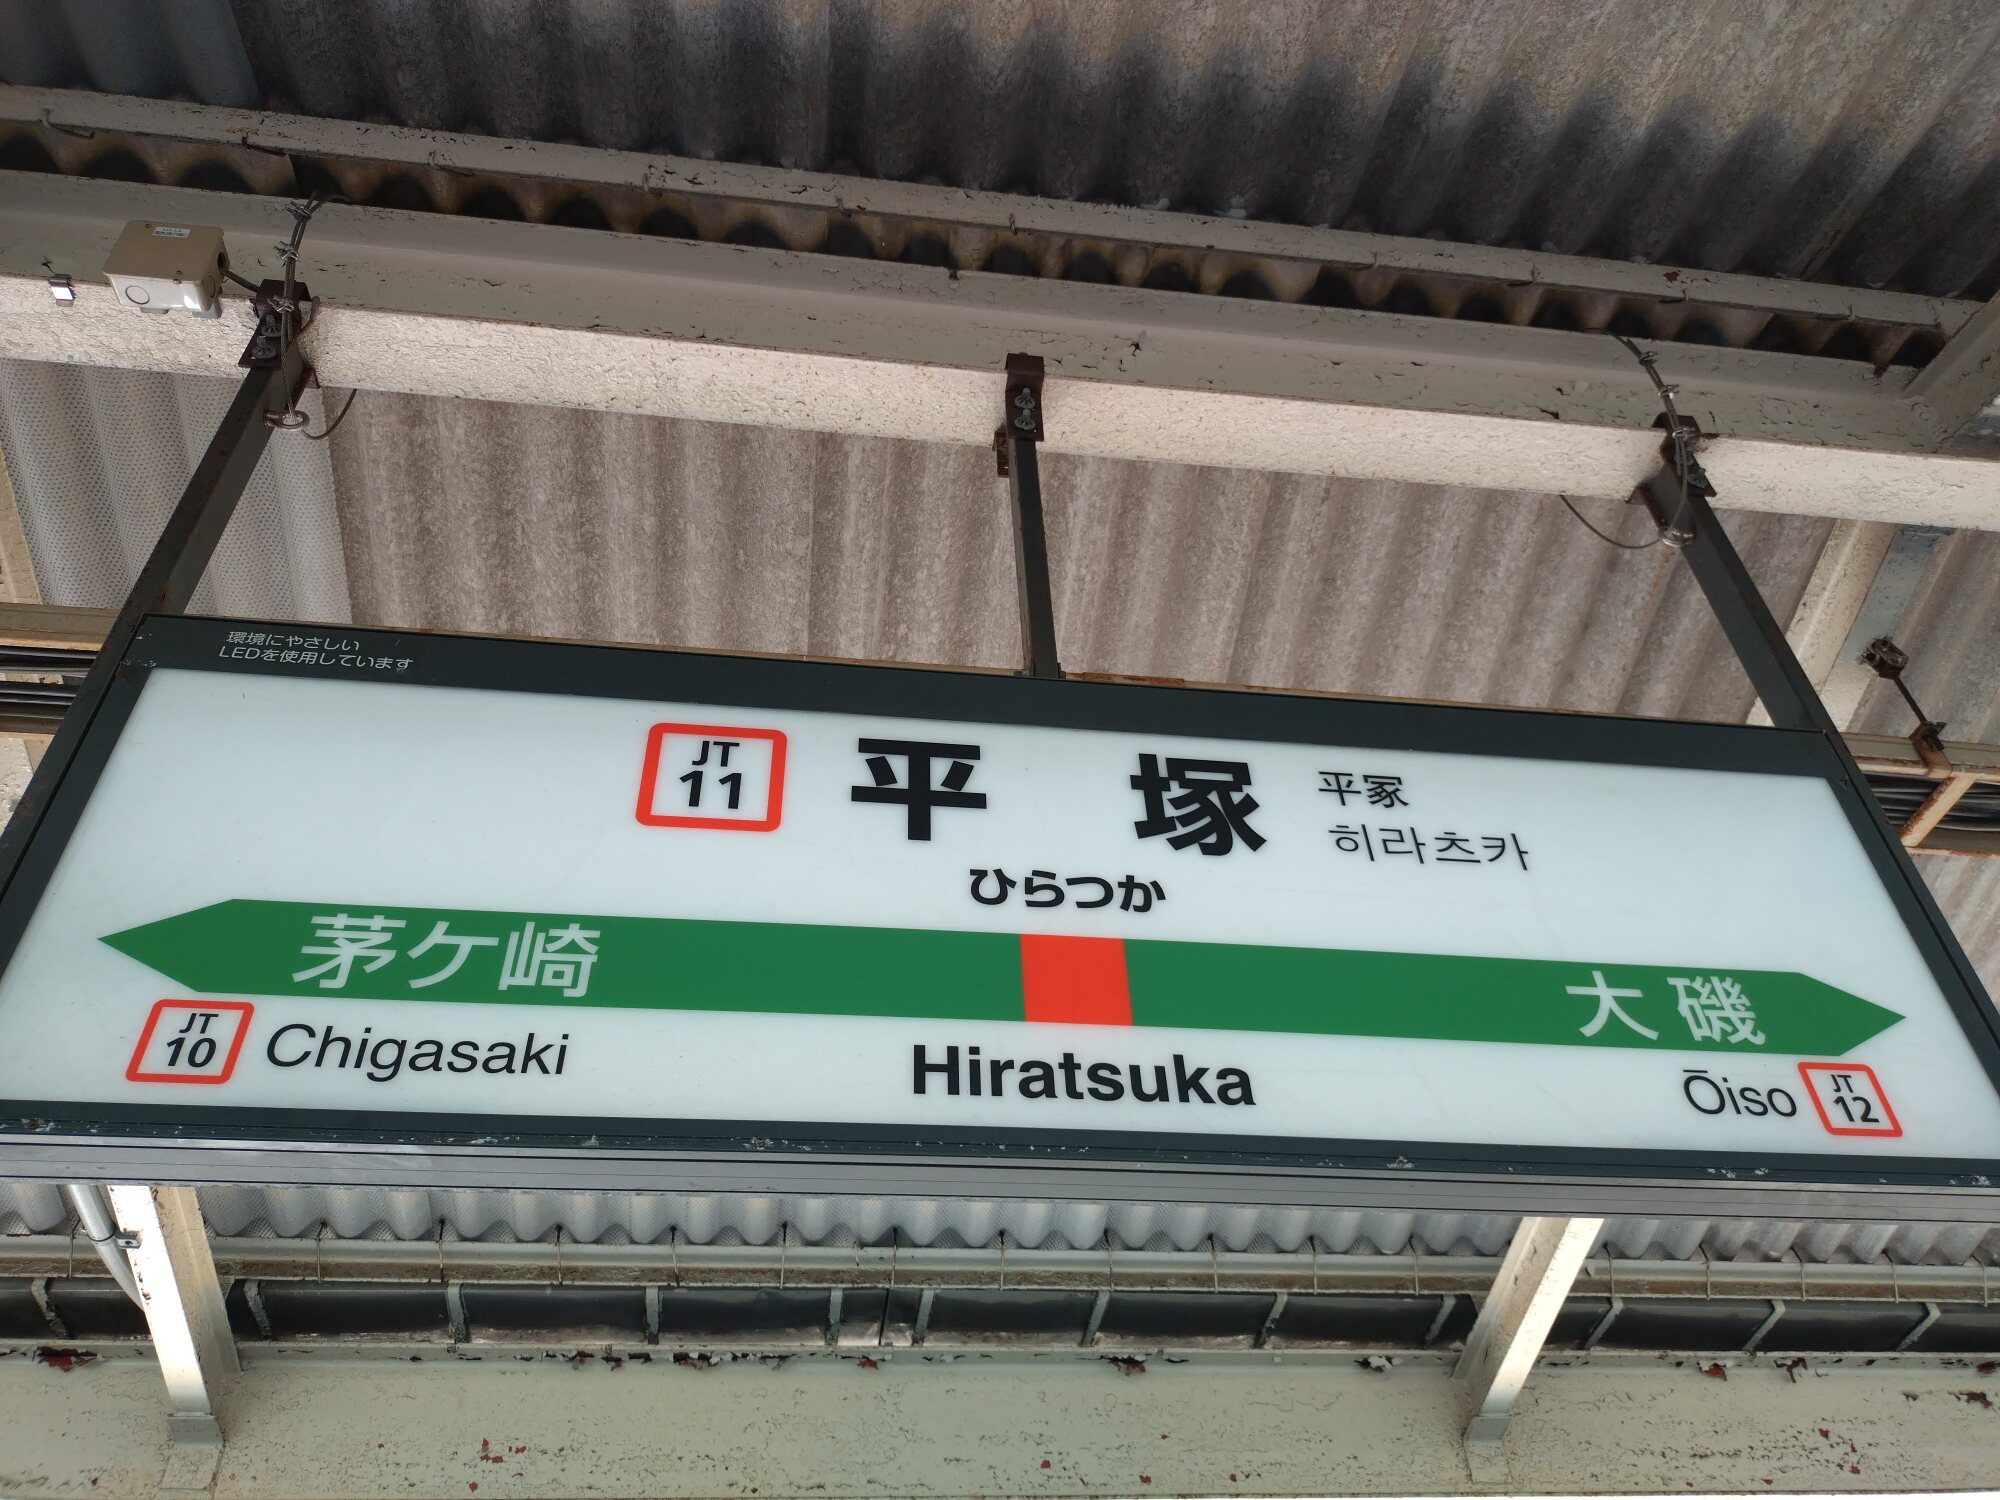 環境にやさしい
LEDを使用しています
JT
11
平塚
平冢
히라츠카
ひらつか
茅ケ崎
大磯
JT
10
Chigasaki
Hiratsuka
Ōiso
JT
12